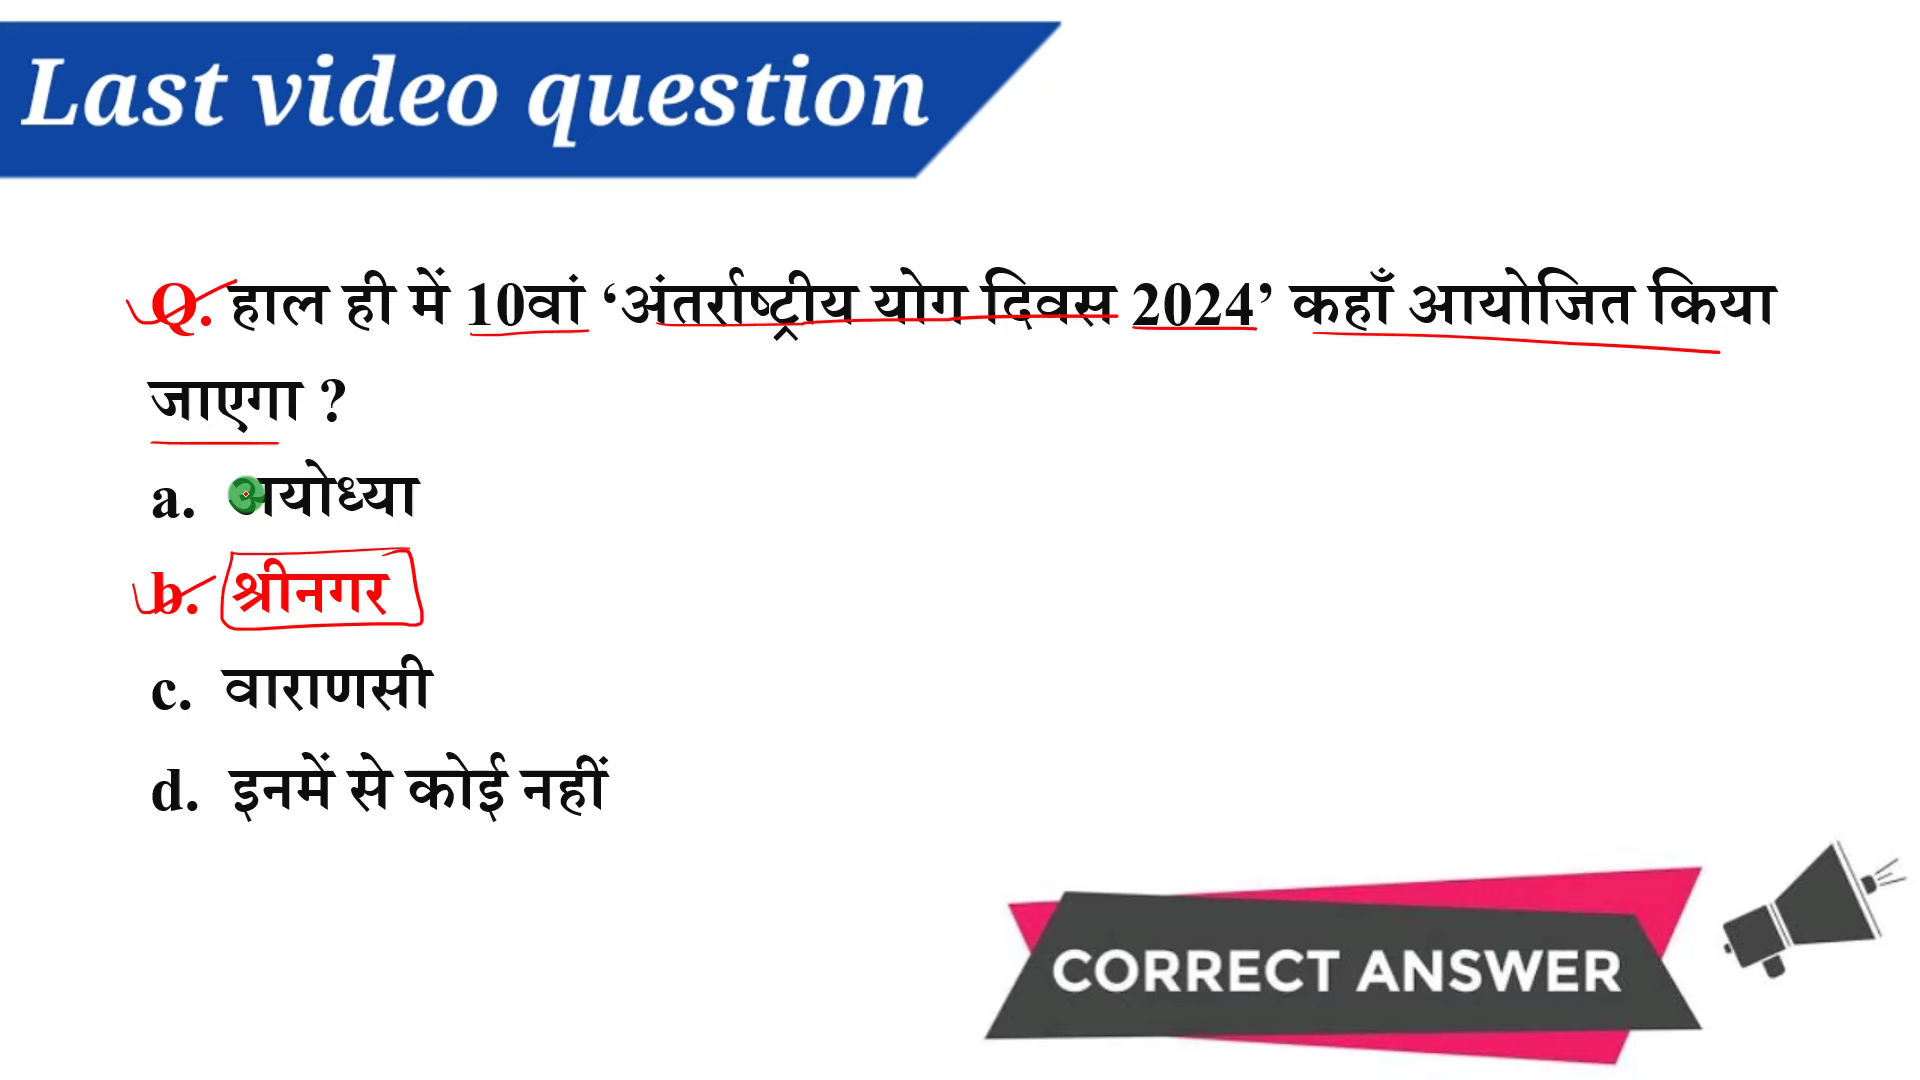 Last video question
Q. हाल ही में 10वां ‘अंतर्राष्ट्रीय योग दिवस 2024’ कहाँ आयोजित किया
जाएगा ?
a. अयोध्या
b. श्रीनगर
c. वाराणसी
d. इनमें से कोई नहीं
CORRECT ANSWER